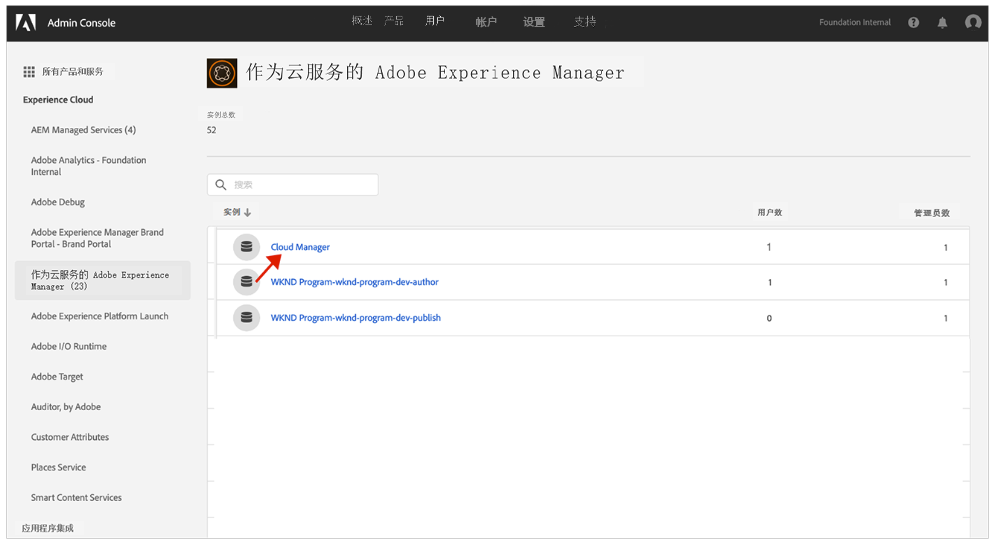 Admin Console
概述 产品 用户 帐户 设置 支持
Foundation Internal
所有产品和服务
Experience Cloud
AEM Managed Services (4)
Adobe Analytics - Foundation
Internal
Adobe Debug
Adobe Experience Manager Brand
Portal - Brand Portal
作为云服务的 Adobe Experience
Manager (23)
Adobe Experience Platform Launch
Adobe I/O Runtime
Adobe Target
Auditor, by Adobe
Customer Attributes
Places Service
Smart Content Services
应用程序集成
作为云服务的 Adobe Experience Manager
实例总数
52
搜索
实例 用户数 管理员数
Cloud Manager 1 1
WKND Program-wknd-program-dev-author 1 1
WKND Program-wknd-program-dev-publish 0 1